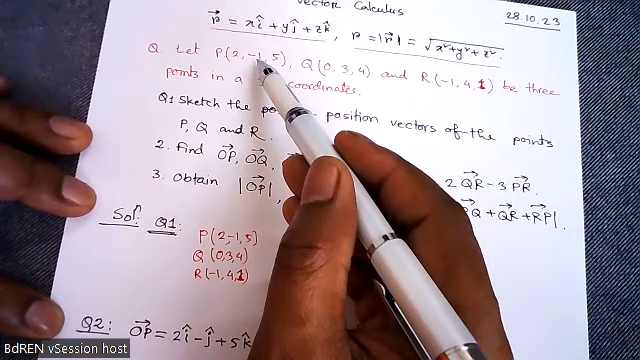 Vector Calculus
28.10.23
r⃗ = xî + yĵ + zk̂, r = |r⃗| = √x²+y²+z².
Q Let P(2, -1, 5), Q(0, 3, 4) and R(-1, 4, 1) be three
points in a coordinates.
Q1 Sketch the position vectors of the points
P, Q and R.
2. Find OP⃗, OQ⃗, 2 QR⃗ - 3 PR⃗.
3. Obtain |OP⃗|, Q⃗ + QR⃗ + RP⃗|.
Solⁿ: Q1:
P(2, -1, 5)
Q (0, 3, 4)
R(-1, 4, 1)
Q2: OP⃗ = 2î - ĵ + 5k̂
BdREN vSession host